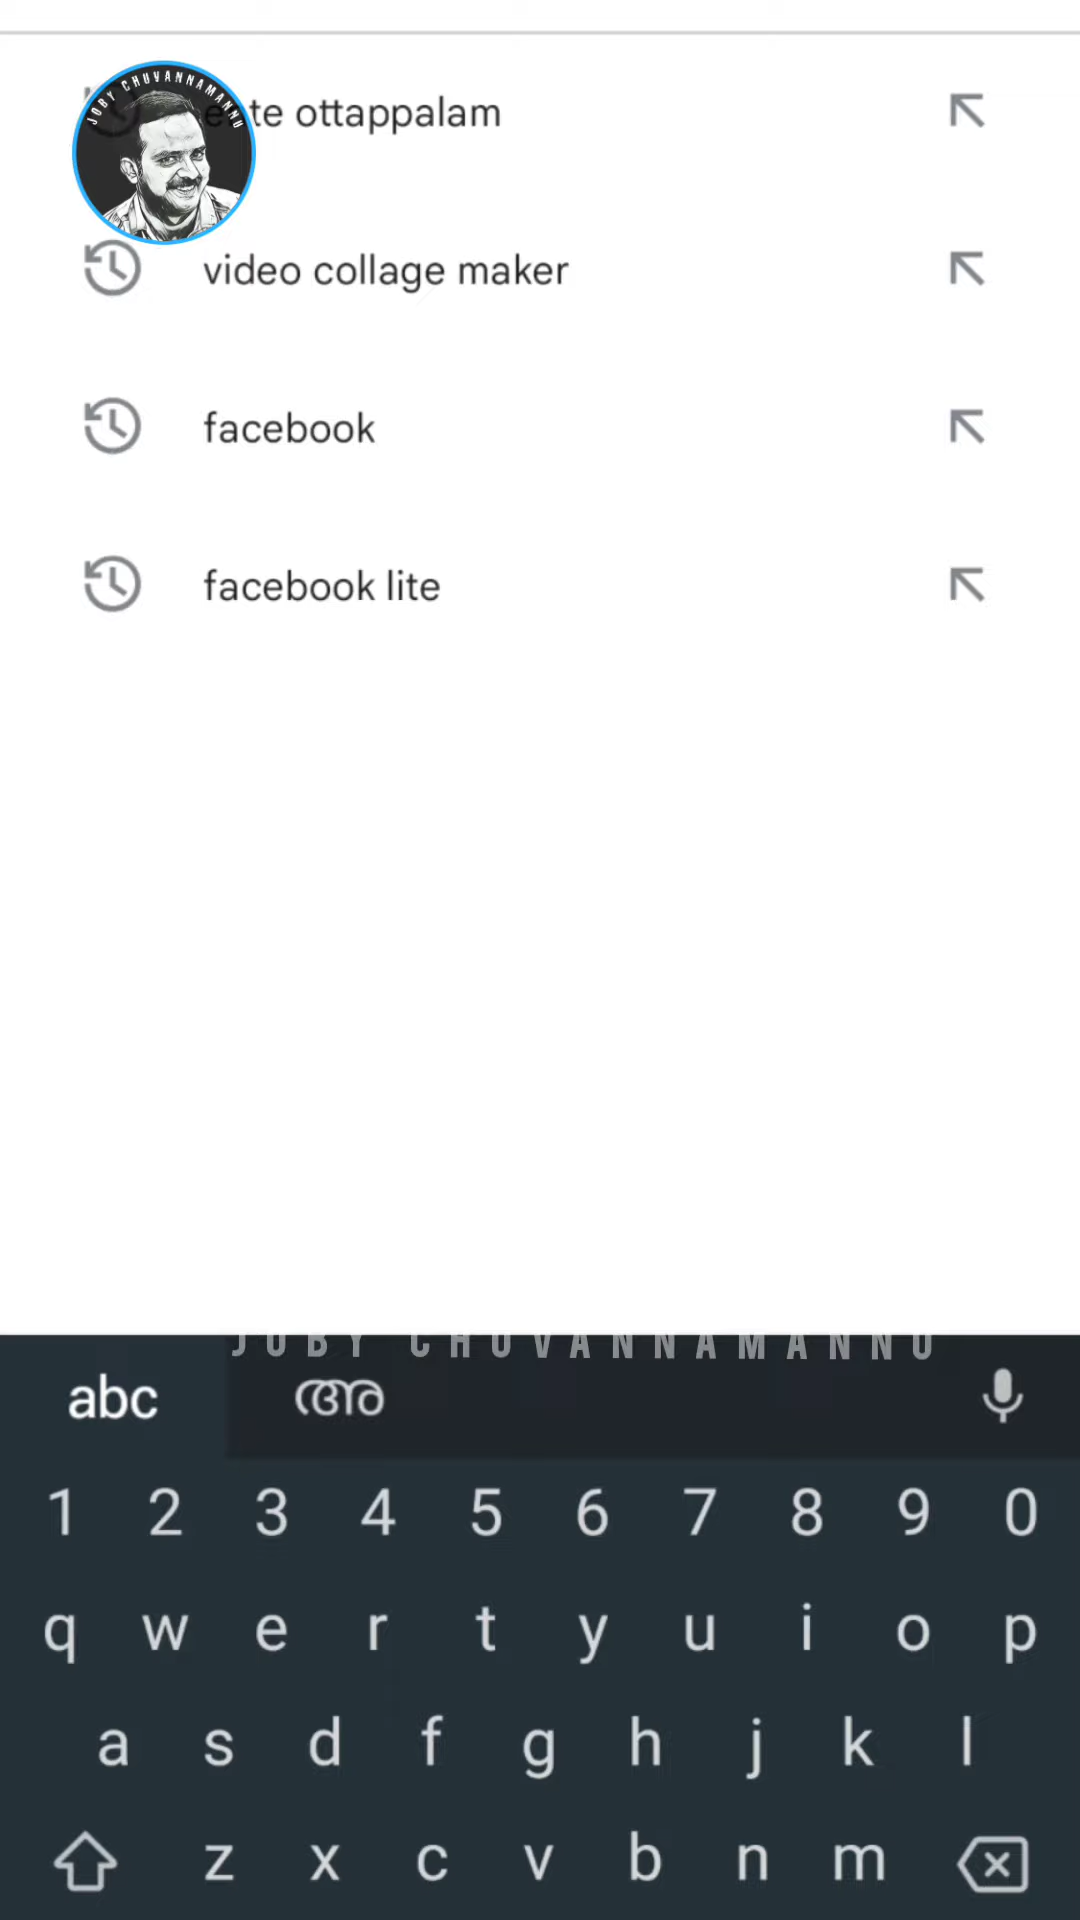 JOBY CHUVANNAMANNU
ente ottappalam
video collage maker
facebook
facebook lite
JOBY CHUVANNAMANNU
abc അ
1 2 3 4 5 6 7 8 9 0
q w e r t y u i o p
a s d f g h j k l
z x c v b n m